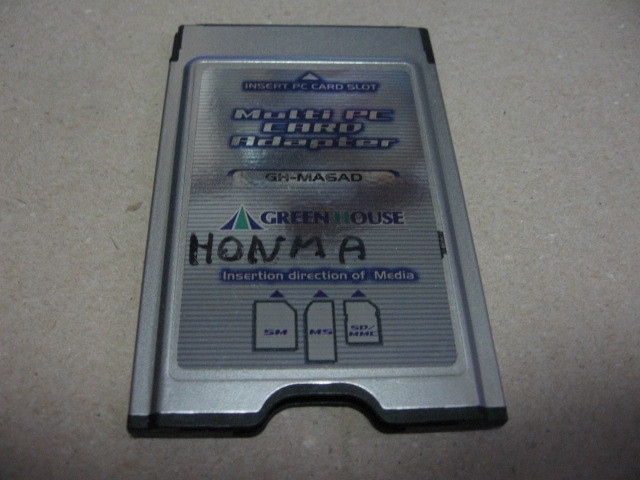 INSERT PC CARD SLOT
Multi PC
CARD
Adapter
GH-MA6AD
GREEN HOUSE
HONMA
Insertion direction of Media
SM MS SD/
MMC